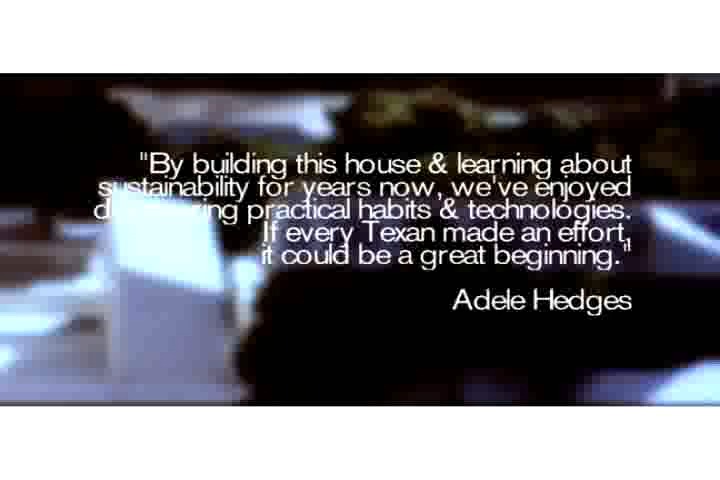 "By building this house & learning about
sustainability for years now, we've enjoyed
practical habits & technologies.
If every Texan made an effort,
it could be a great beginning."
Adele Hedges